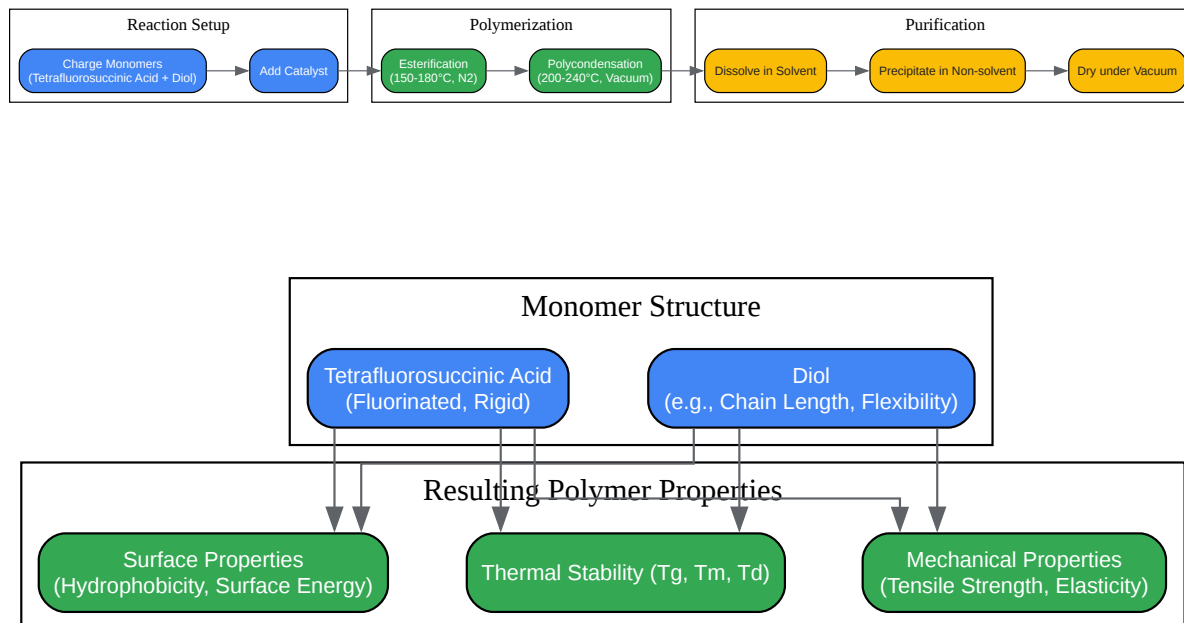 Reaction Setup
Charge Monomers
(Tetrafluorosuccinic Acid + Diol)
Add Catalyst
Polymerization
Esterification
(150-180°C, N2)
Polycondensation
(200-240°C, Vacuum)
Purification
Dissolve in Solvent
Precipitate in Non-solvent
Dry under Vacuum
Monomer Structure
Tetrafluorosuccinic Acid
(Fluorinated, Rigid)
Diol
(e.g., Chain Length, Flexibility)
Resulting Polymer Properties
Surface Properties
(Hydrophobicity, Surface Energy)
Thermal Stability (Tg, Tm, Td)
Mechanical Properties
(Tensile Strength, Elasticity)